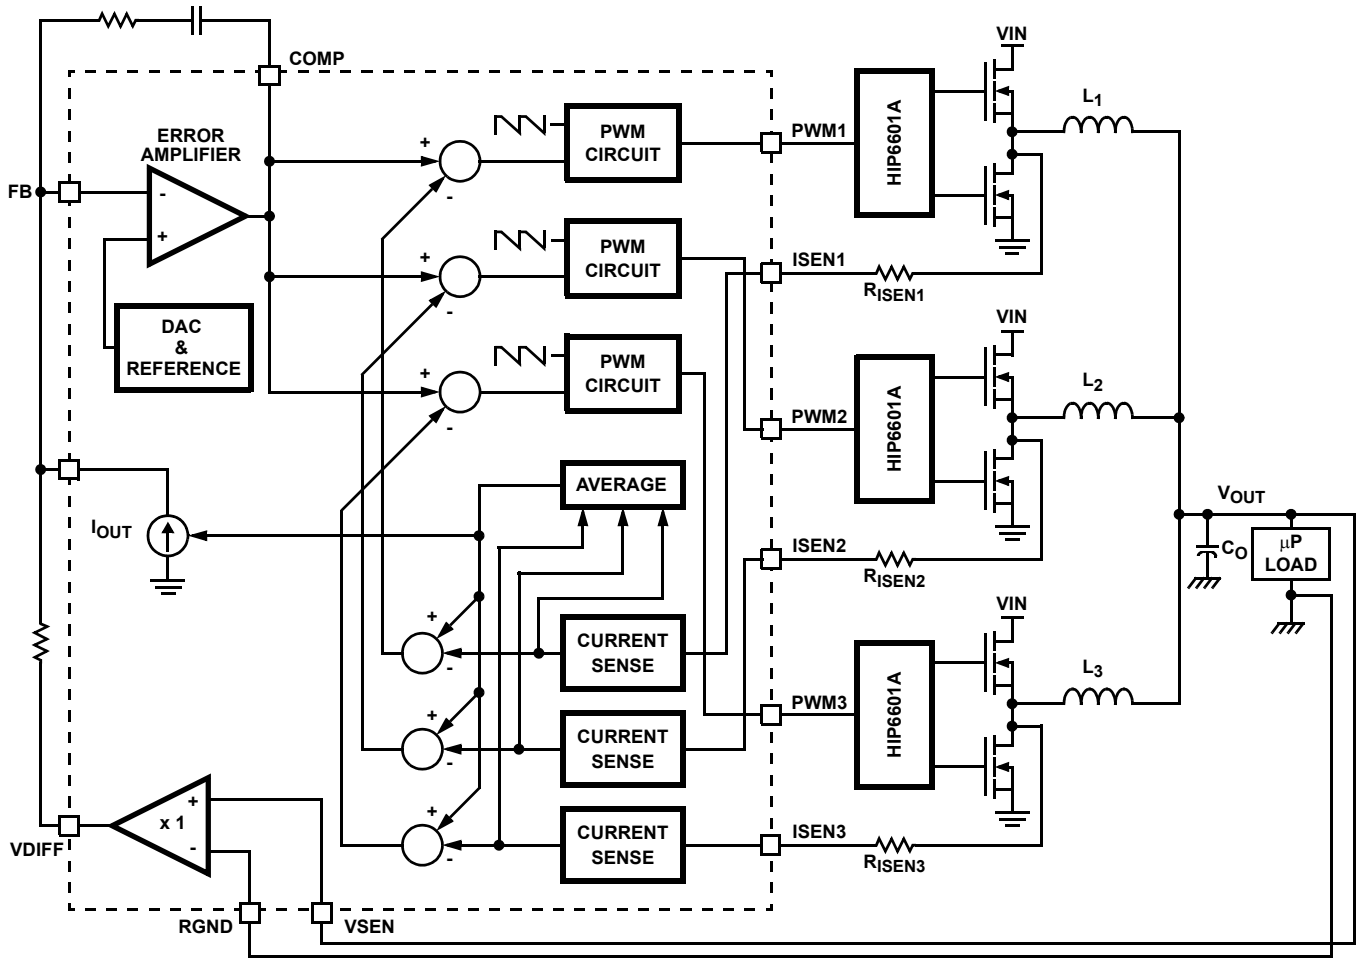 COMP
ERROR
AMPLIFIER
FB
-
+
DAC
&
REFERENCE
+
-
PWM
CIRCUIT
+
-
PWM
CIRCUIT
+
-
PWM
CIRCUIT
PWM1
HIP6601A
VIN
L1
ISEN1
RISEN1
PWM2
HIP6601A
VIN
L2
ISEN2
RISEN2
PWM3
HIP6601A
VIN
L3
ISEN3
RISEN3
VOUT
CO
μP
LOAD
IOUT
AVERAGE
+
-
CURRENT
SENSE
+
-
CURRENT
SENSE
+
-
CURRENT
SENSE
+
x 1
-
VDIFF
RGND
VSEN